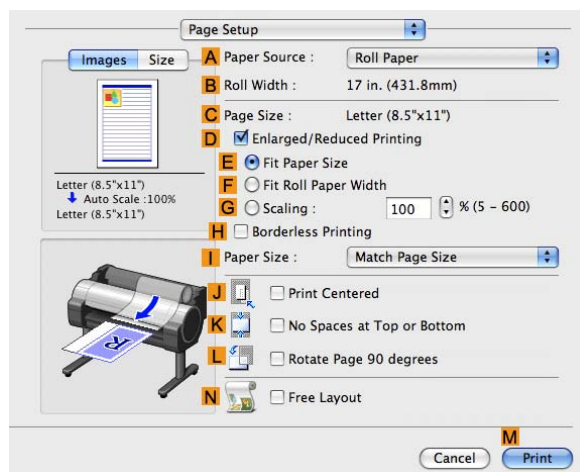 Page Setup
Images Size
A Paper Source : Roll Paper
B Roll Width : 17 in. (431.8mm)
C Page Size : Letter (8.5"x11")
D Enlarged/Reduced Printing
E Fit Paper Size
F Fit Roll Paper Width
G Scaling : 100 % (5 - 600)
Letter (8.5"x11")
Auto Scale :100%
Letter (8.5"x11")
H Borderless Printing
I Paper Size : Match Page Size
J Print Centered
K No Spaces at Top or Bottom
L Rotate Page 90 degrees
N Free Layout
M
Cancel Print